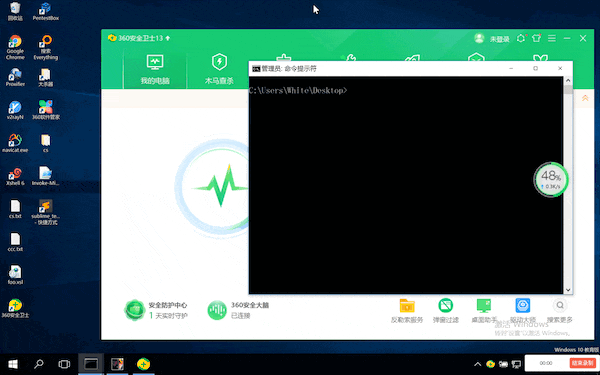 回收站
PentestBox
Google Chrome
搜索 Everything
Proxifier
大杀器
v2rayN
360软件管家
navicat.exe
cs
Xshell 6
Invoke-Mi...
cs.txt
sublime_te... - 快捷方式
ccc.txt
foo.xsl
360安全卫士
360安全卫士13
未登录
我的电脑
木马查杀
管理员: 命令提示符
C:\Users\White\Desktop>
48%
↑ 0.3K/s
安全防护中心
1 天实时守护
360安全大脑
已连接
反勒索服务
弹窗过滤
桌面助手
驱动大师
搜索更多
激活 Windows
转到"设置"以激活 Windows。
Windows 10 教育版
00:00
结束录制